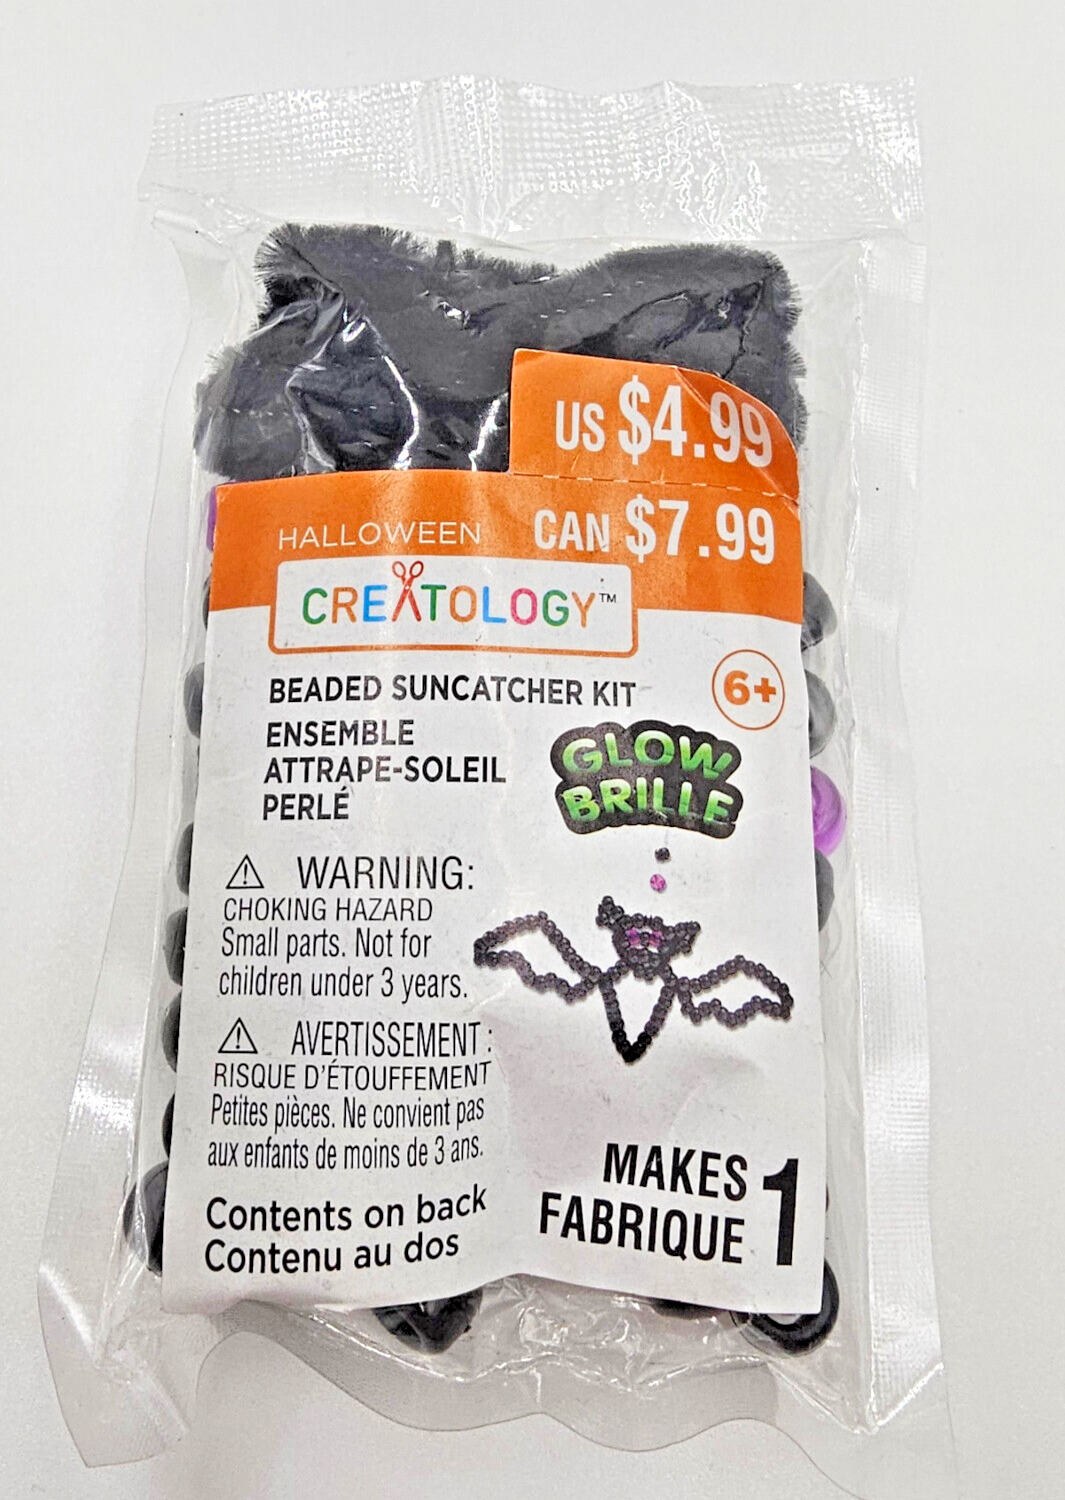 US $4.99
CAN $7.99
HALLOWEEN
CREATOLOGY™
BEADED SUNCATCHER KIT
ENSEMBLE
ATTRAPE-SOLEIL
PERLÉ
6+
GLOW
BRILLE
⚠ WARNING:
CHOKING HAZARD
Small parts. Not for
children under 3 years.
⚠ AVERTISSEMENT :
RISQUE D'ÉTOUFFEMENT
Petites pièces. Ne convient pas
aux enfants de moins de 3 ans.
Contents on back
Contenu au dos
MAKES 1
FABRIQUE